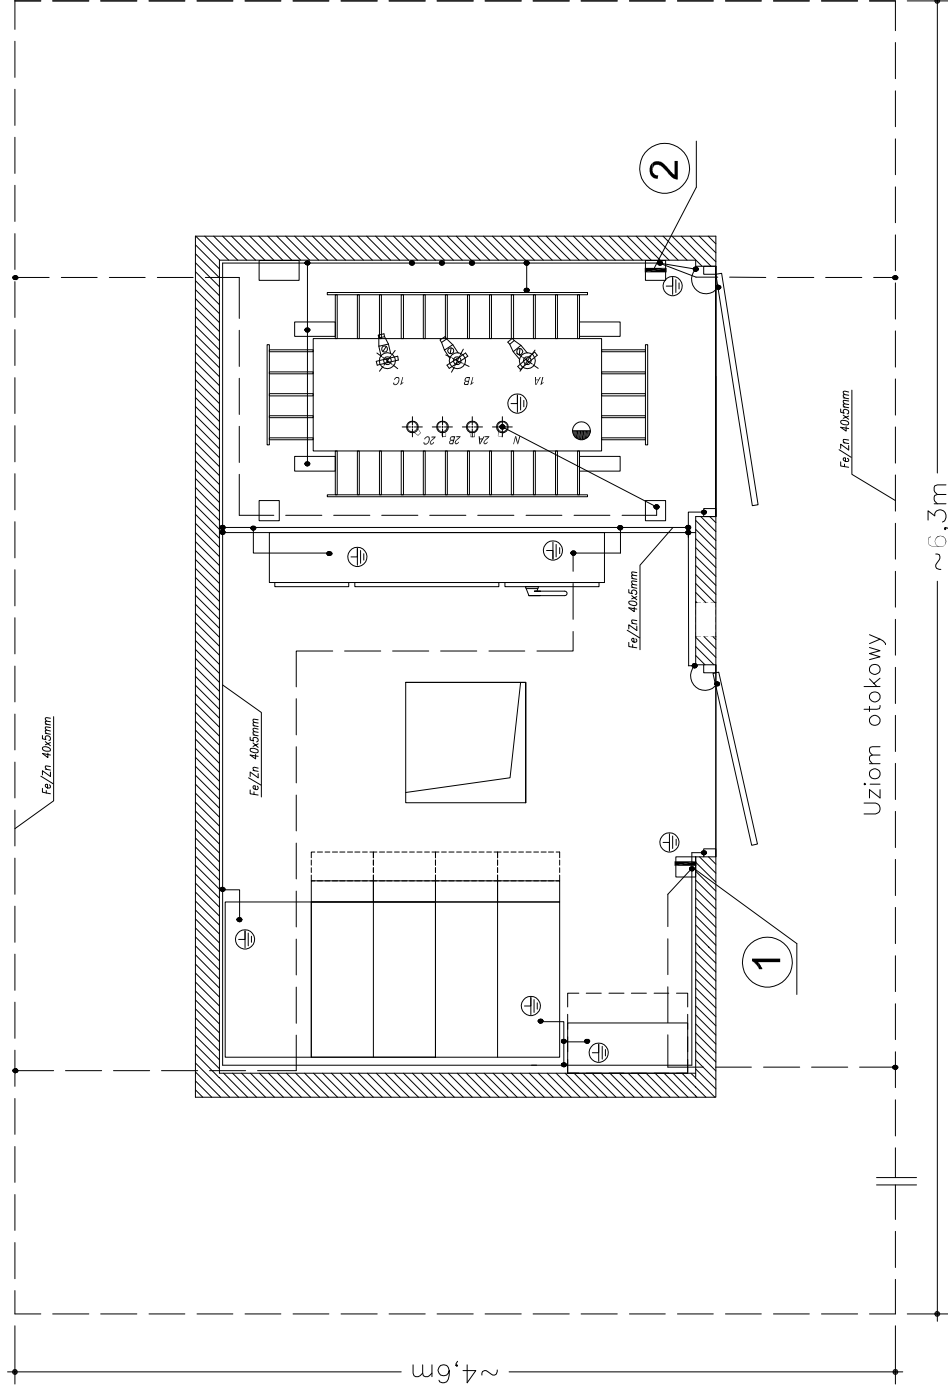 2
1C
1B
1A
2C
2B
2A
N
Fe/Zn 40x5mm
~6,3m
Fe/Zn 40x5mm
Uziom otokowy
Fe/Zn 40x5mm
Fe/Zn 40x5mm
1
~4,6m